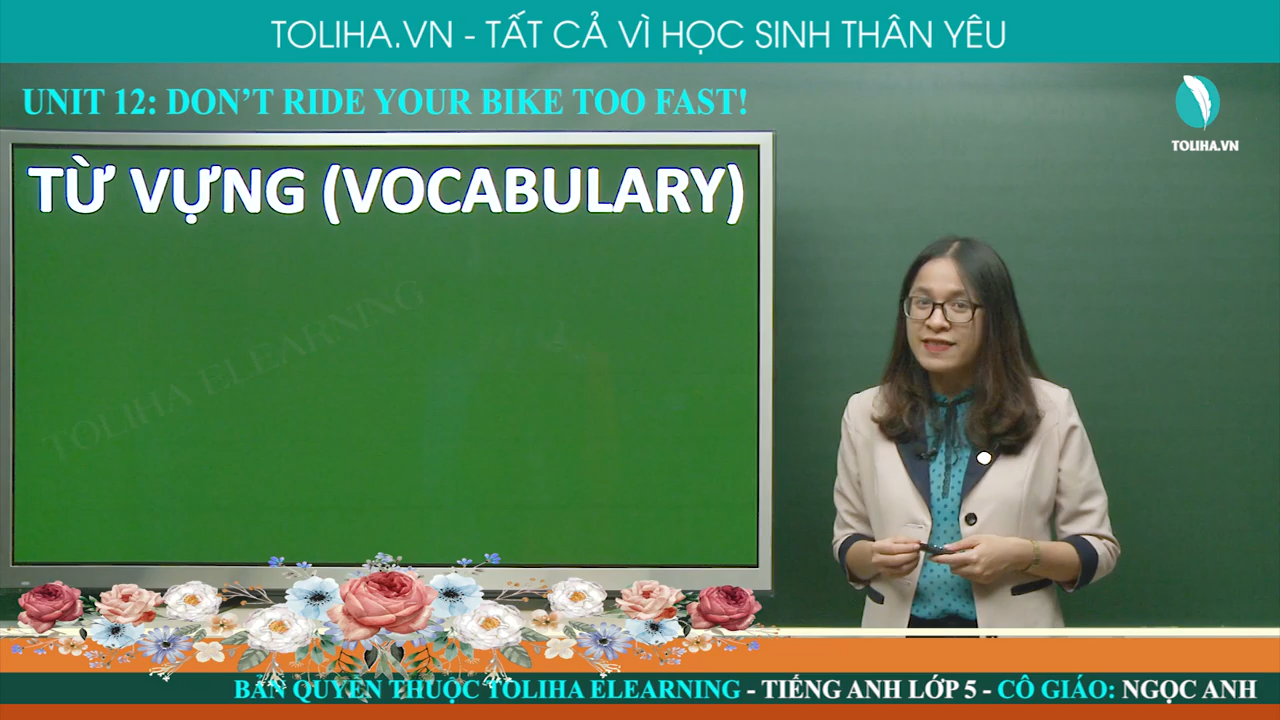 TOLIHA.VN - TẤT CẢ VÌ HỌC SINH THÂN YÊU
UNIT 12: DON'T RIDE YOUR BIKE TOO FAST!
TOLIHA.VN
TỪ VỰNG (VOCABULARY)
TOLIHA ELEARNING
BẢN QUYỀN THUỘC TOLIHA ELEARNING - TIẾNG ANH LỚP 5 - CÔ GIÁO: NGỌC ANH